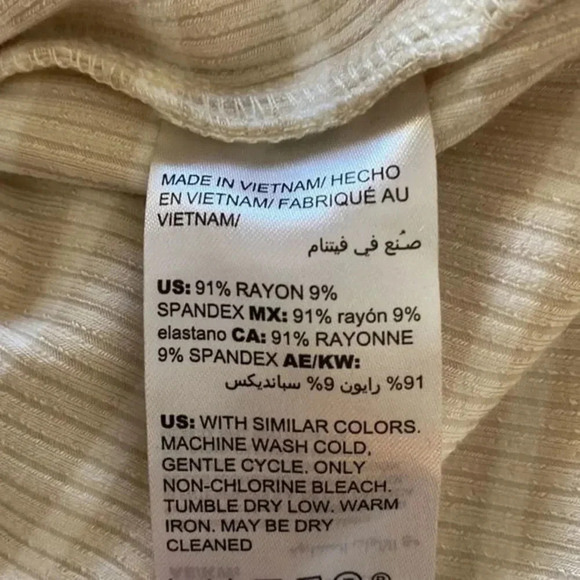 MADE IN VIETNAM/ HECHO
EN VIETNAM/ FABRIQUÉ AU
VIETNAM/
صُنع في فيتنام
US: 91% RAYON 9%
SPANDEX MX: 91% rayón 9%
elastano CA: 91% RAYONNE
9% SPANDEX AE/KW:
91% رايون 9% سبانديكس
US: WITH SIMILAR COLORS.
MACHINE WASH COLD,
GENTLE CYCLE. ONLY
NON-CHLORINE BLEACH.
TUMBLE DRY LOW. WARM
IRON. MAY BE DRY
CLEANED